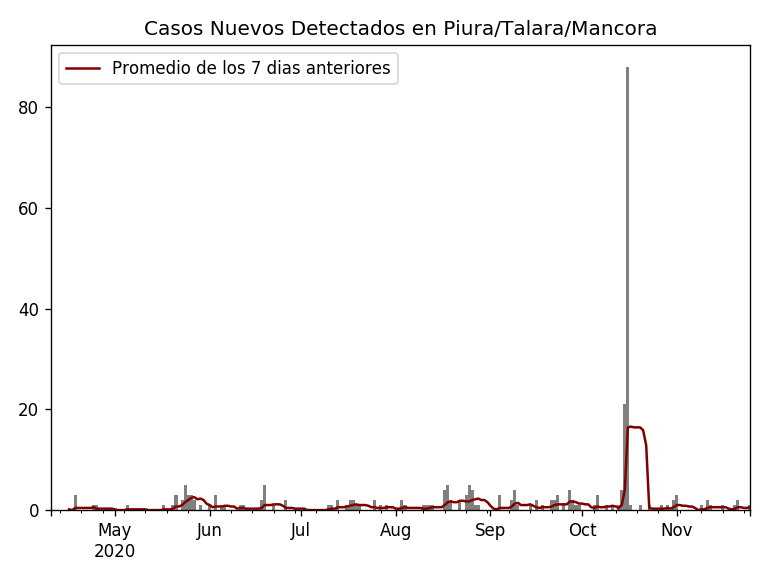 Casos Nuevos Detectados en Piura/Talara/Mancora
Promedio de los 7 dias anteriores
80
60
40
20
0
May Jun Jul Aug Sep Oct Nov
2020